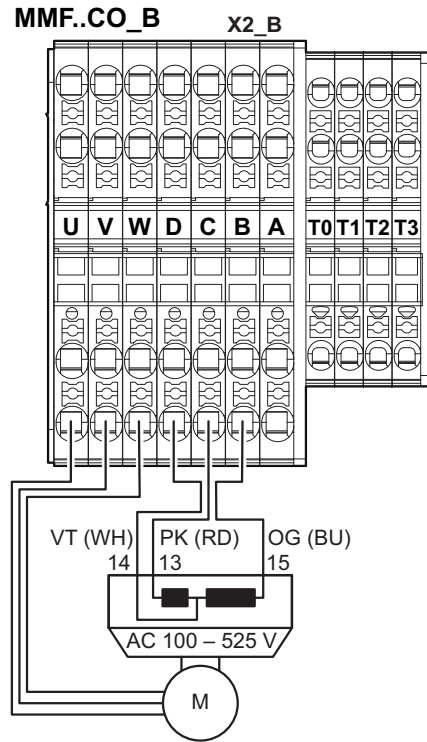 MMF..CO_B X2_B
U V W D C B A T0 T1 T2 T3
VT (WH) PK (RD) OG (BU)
14 13 15
AC 100 – 525 V
M